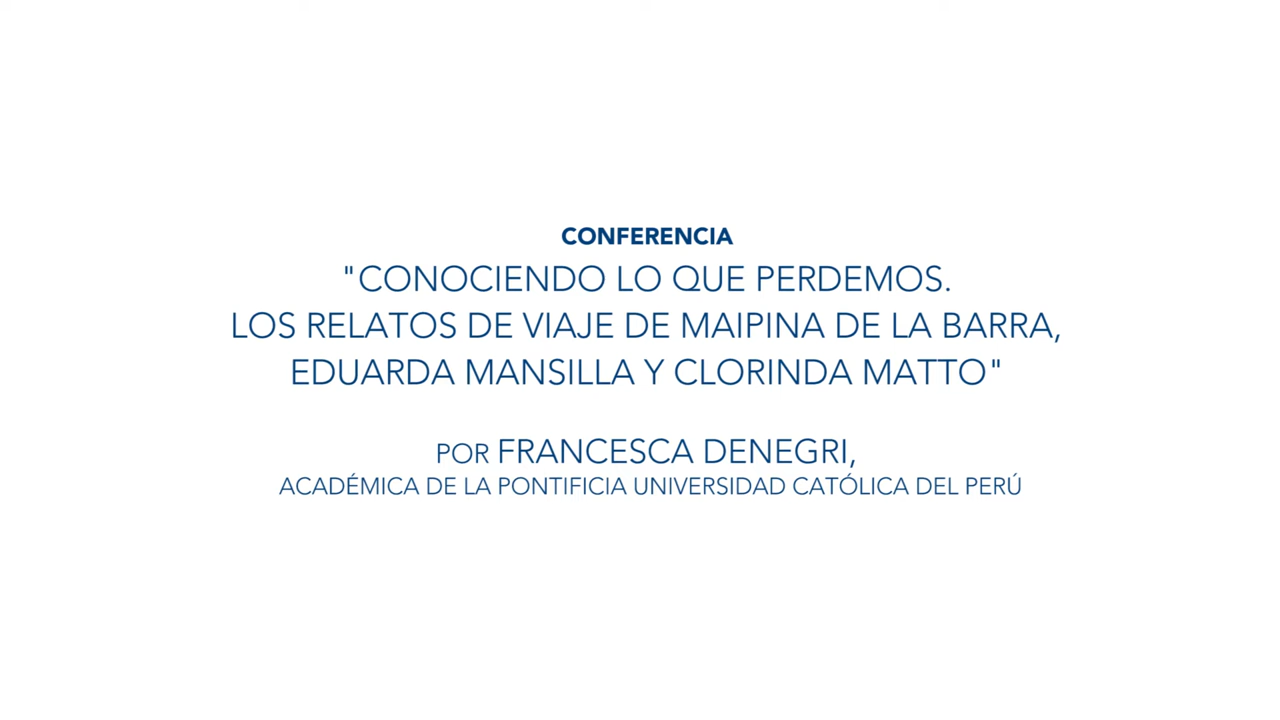 CONFERENCIA
"CONOCIENDO LO QUE PERDEMOS.
LOS RELATOS DE VIAJE DE MAIPINA DE LA BARRA,
EDUARDA MANSILLA Y CLORINDA MATTO"
POR FRANCESCA DENEGRI,
ACADÉMICA DE LA PONTIFICIA UNIVERSIDAD CATÓLICA DEL PERÚ